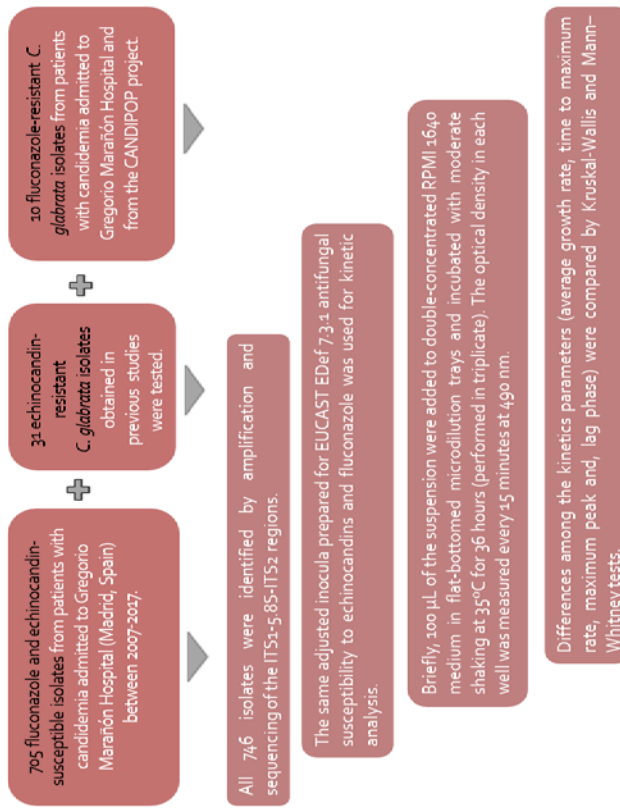 705 fluconazole and echinocandin-
susceptible isolates from patients with
candidemia admitted to Gregorio
Marañón Hospital (Madrid, Spain)
between 2007-2017.
+
31 echinocandin-
resistant
C. glabrata isolates
obtained in
previous studies
were tested.
+
10 fluconazole-resistant C.
glabrata isolates from patients
with candidemia admitted to
Gregorio Marañón Hospital and
from the CANDIPOP project.
All 746 isolates were identified by amplification and
sequencing of the ITS1-5.8S-ITS2 regions.
The same adjusted inocula prepared for EUCAST EDef 7.3.1 antifungal
susceptibility to echinocandins and fluconazole was used for kinetic
analysis.
Briefly, 100 µL of the suspension were added to double-concentrated RPMI 1640
medium in flat-bottomed microdilution trays and incubated with moderate
shaking at 35ºC for 36 hours (performed in triplicate). The optical density in each
well was measured every 15 minutes at 490 nm.
Differences among the kinetics parameters (average growth rate, time to maximum
rate, maximum peak and, lag phase) were compared by Kruskal-Wallis and Mann–
Whitney tests.